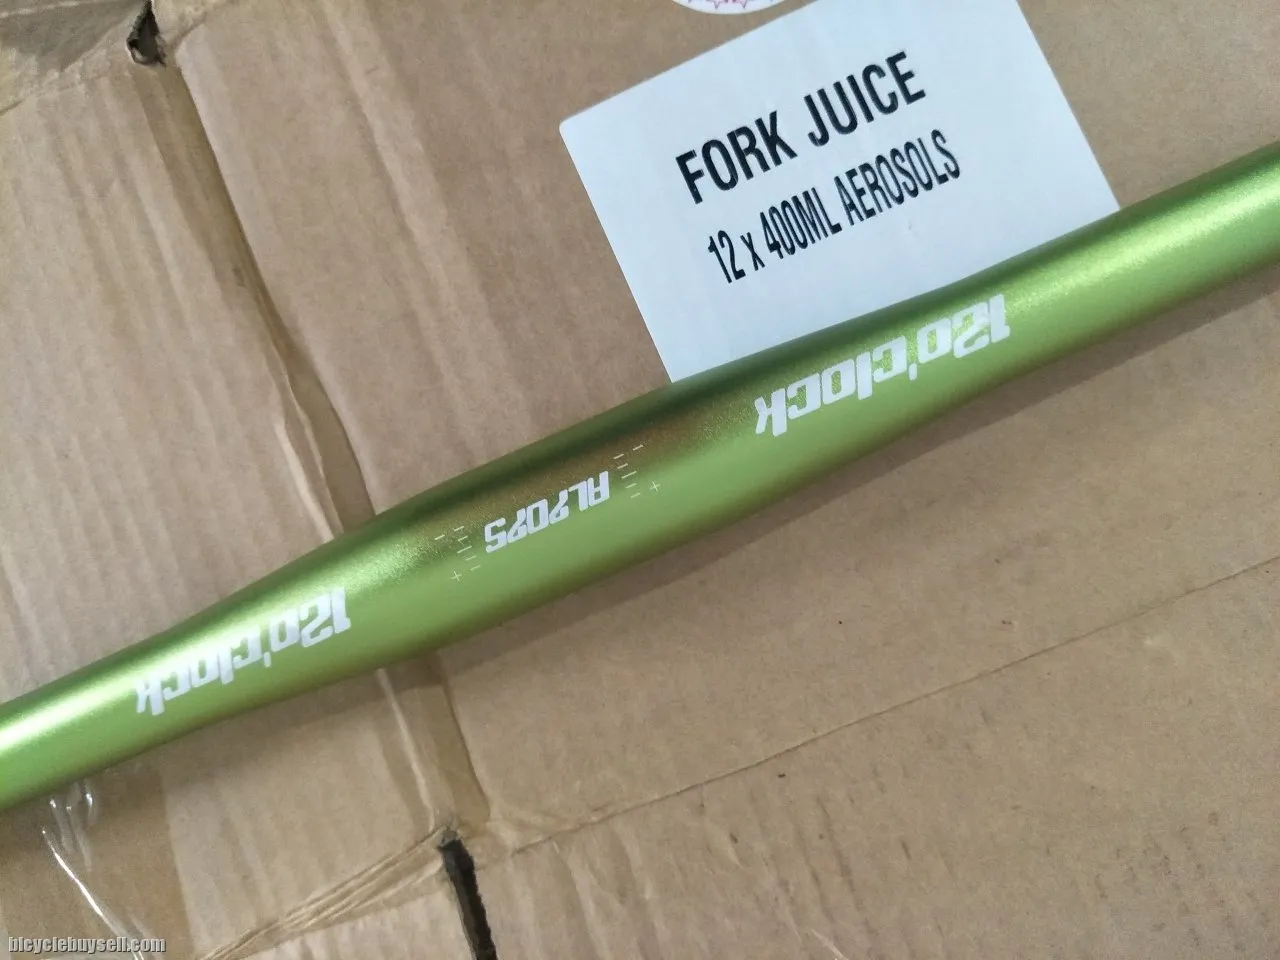 FORK JUICE
12 x 400ML AEROSOLS
12o'clock
AL7075
12o'clock
bicyclebuysell.com